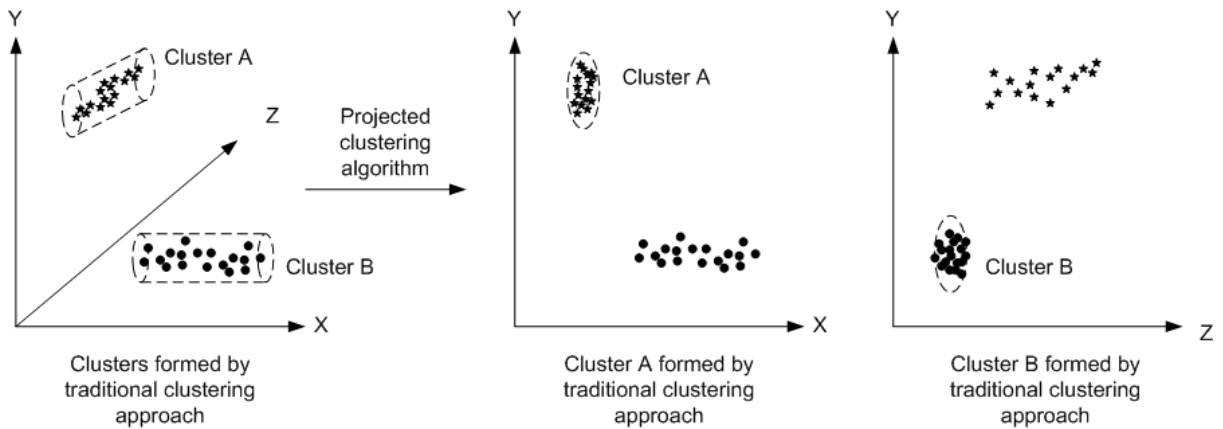 Y
Cluster A
Z
Cluster B
X
Clusters formed by
traditional clustering
approach
Projected
clustering
algorithm
Y
Cluster A
X
Cluster A formed by
traditional clustering
approach
Y
Cluster B
Z
Cluster B formed by
traditional clustering
approach